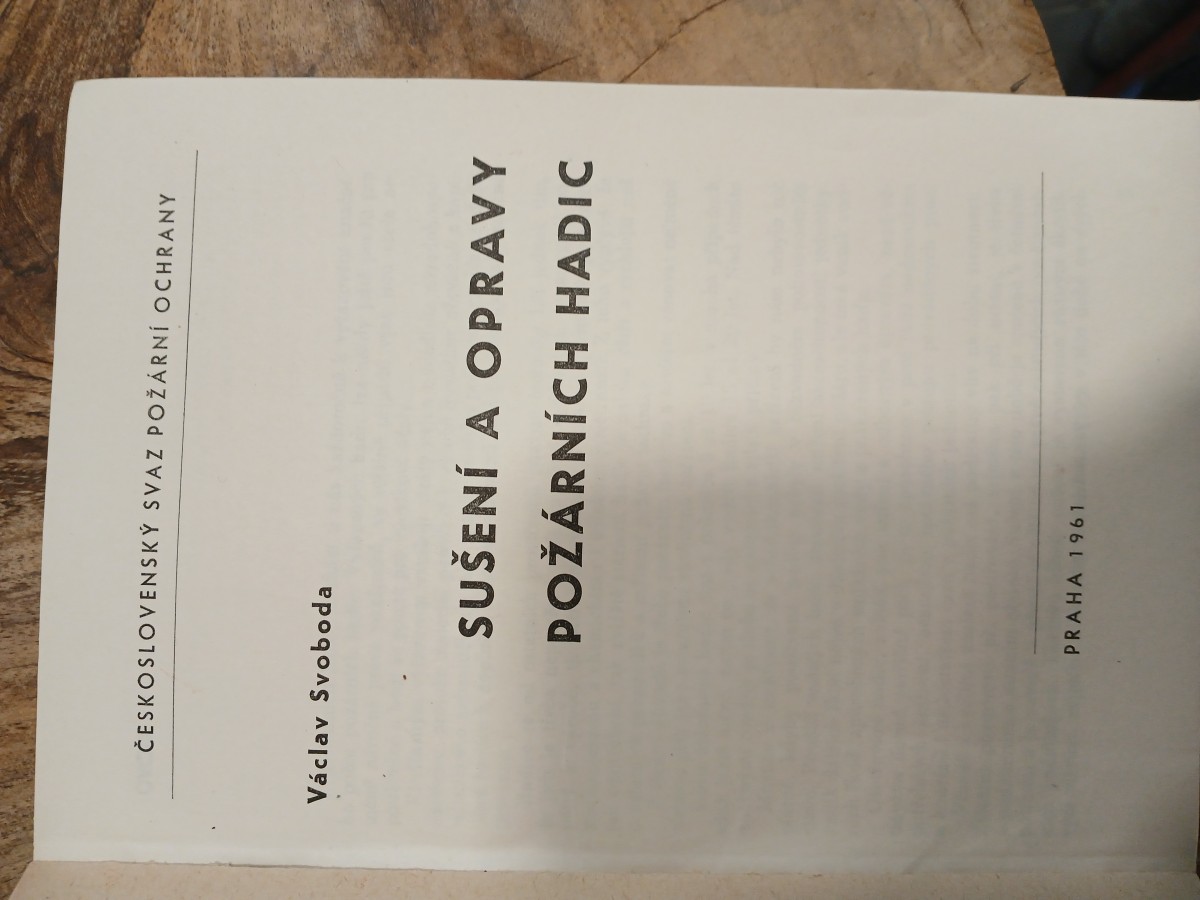 ČESKOSLOVENSKÝ SVAZ POŽÁRNÍ OCHRANY
Václav Svoboda
SUŠENÍ A OPRAVY
POŽÁRNÍCH HADIC
PRAHA 1961